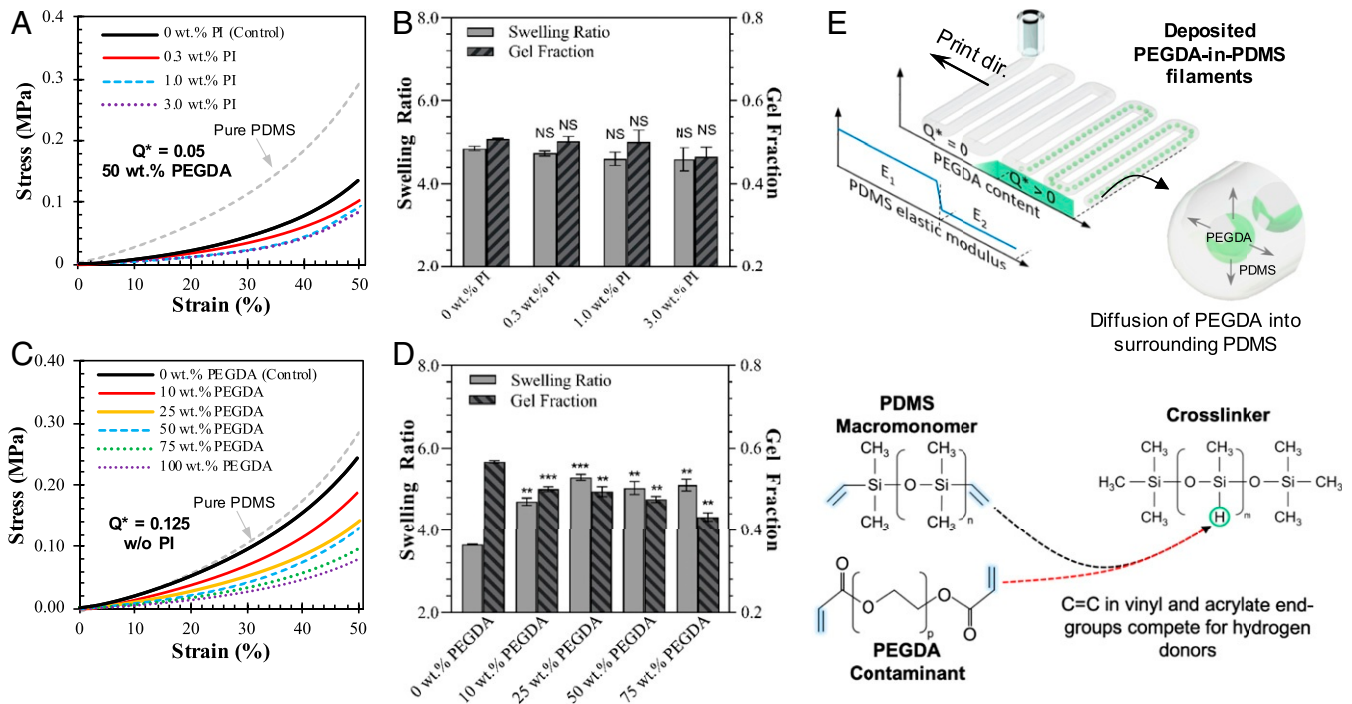 A
Stress (MPa)
0.4
0.3
0.2
0.1
0
0 wt.% PI (Control)
0.3 wt.% PI
1.0 wt.% PI
3.0 wt.% PI
Pure PDMS
Q* = 0.05
50 wt.% PEGDA
0 10 20 30 40 50
Strain (%)
B
Swelling Ratio
8.0
6.0
4.0
2.0
Swelling Ratio
Gel Fraction
NS NS NS NS NS NS
0.8
0.6
0.4
0.2
Gel Fraction
0 wt.% PI
0.3 wt.% PI
1.0 wt.% PI
3.0 wt.% PI
C
Stress (MPa)
0.40
0.30
0.20
0.10
0.00
0 wt.% PEGDA (Control)
10 wt.% PEGDA
25 wt.% PEGDA
50 wt.% PEGDA
75 wt.% PEGDA
100 wt.% PEGDA
Pure PDMS
Q* = 0.125
w/o PI
0 10 20 30 40 50
Strain (%)
D
Swelling Ratio
8.0
6.0
4.0
2.0
Swelling Ratio
Gel Fraction
** *** *** ** ** ** ** **
0.8
0.6
0.4
0.2
Gel Fraction
0 wt.% PEGDA
10 wt.% PEGDA
25 wt.% PEGDA
50 wt.% PEGDA
75 wt.% PEGDA
E
Print dir.
Deposited
PEGDA-in-PDMS
filaments
Q* = 0
Q* > 0
PEGDA content
E1
E2
PDMS elastic modulus
PEGDA
PDMS
Diffusion of PEGDA into
surrounding PDMS
PDMS
Macromonomer
CH3 CH3
Si O Si
n
CH3 CH3
Crosslinker
CH3 CH3 CH3
H3C Si O Si O Si CH3
m
CH3 H CH3
O
O
O
O
p
PEGDA
Contaminant
C=C in vinyl and acrylate end-
groups compete for hydrogen
donors